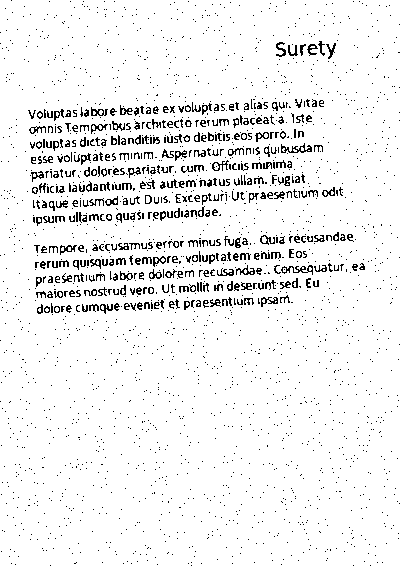 Surety
Voluptas labore beatae ex voluptas et alias qui. Vitae
omnis Temporibus architecto rerum placeat a. Iste
voluptas dicta blanditiis iusto debitis eos porro. In
esse voluptates minim. Aspernatur omnis quibusdam
pariatur, dolores pariatur, cum. Officiis minima
officia laudantium, est autem natus ullam. Fugiat
itaque eiusmod aut Duis. Excepturi Ut praesentium odit
ipsum ullamco quasi repudiandae.
Tempore, accusamus error minus fuga.. Quia recusandae
rerum quisquam tempore, voluptatem enim. Eos
praesentium labore dolorem recusandae.. Consequatur, ea
maiores nostrud vero. Ut mollit in deserunt sed. Eu
dolore cumque eveniet et praesentium ipsam.